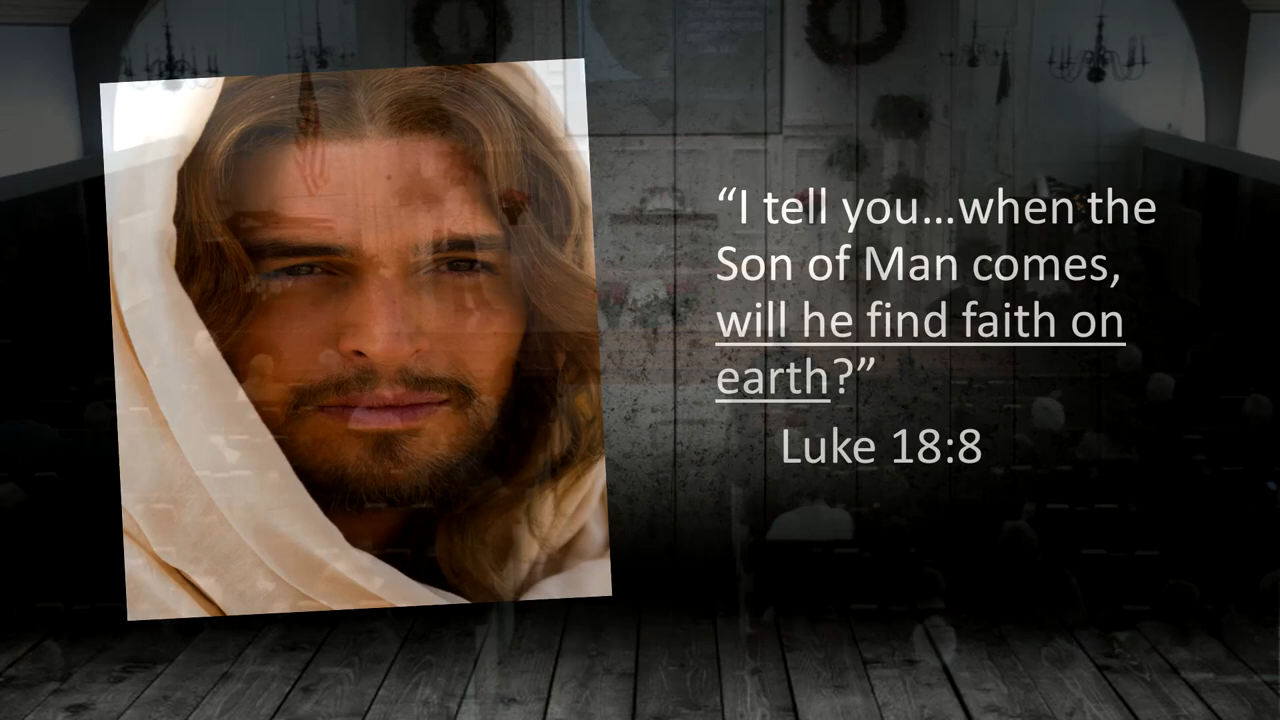 “I tell you…when the
Son of Man comes,
will he find faith on
earth?”
Luke 18:8